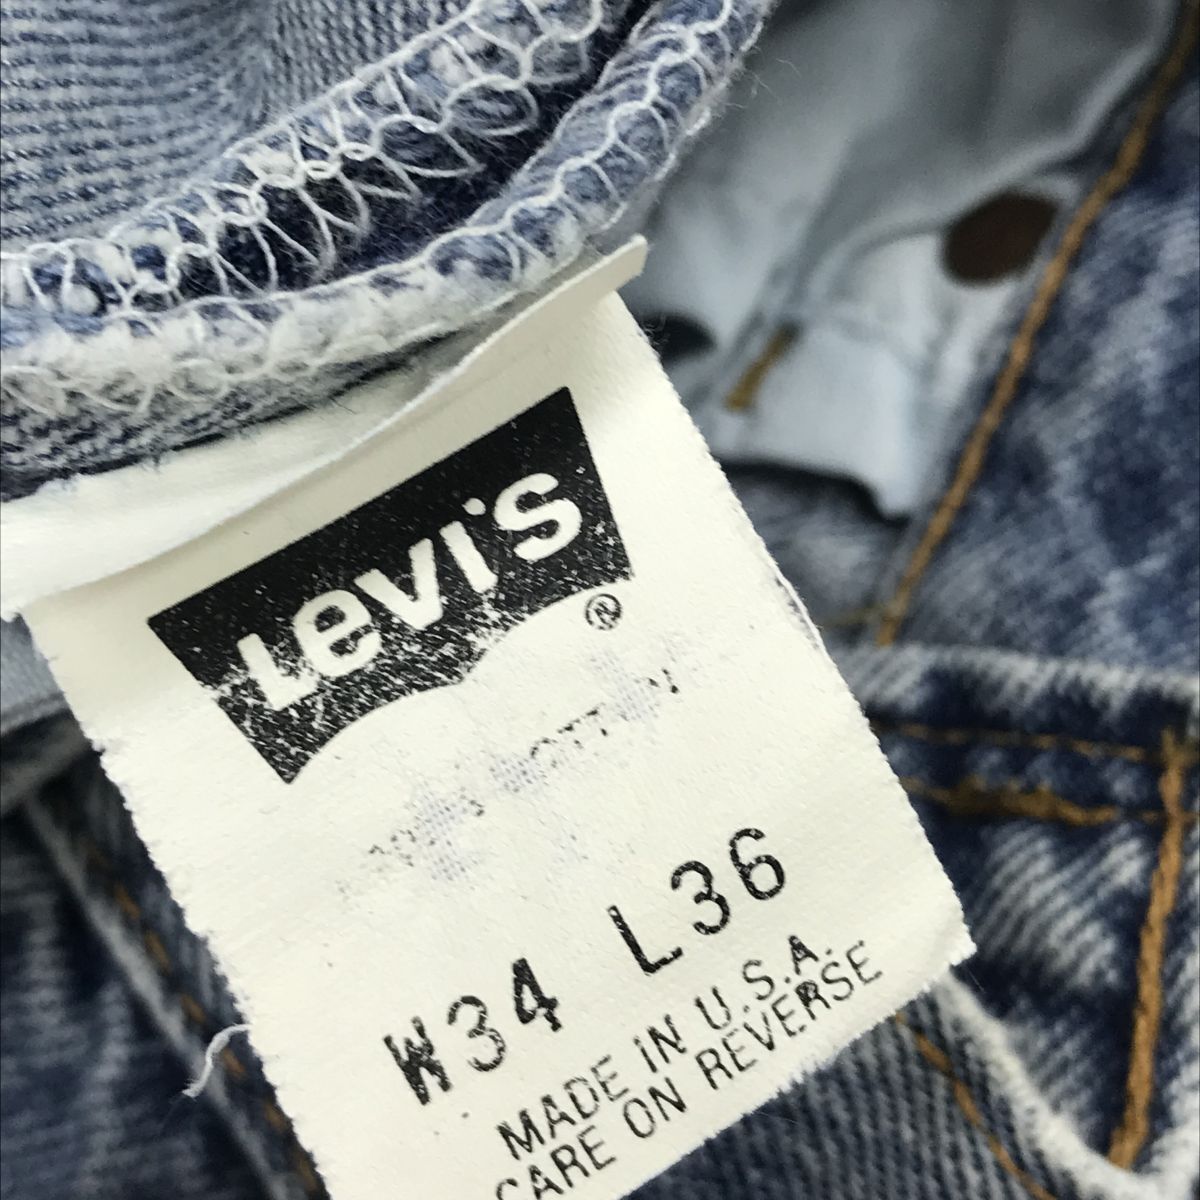 Levi's
®
W34 L36
MADE IN U.S.A.
CARE ON REVERSE